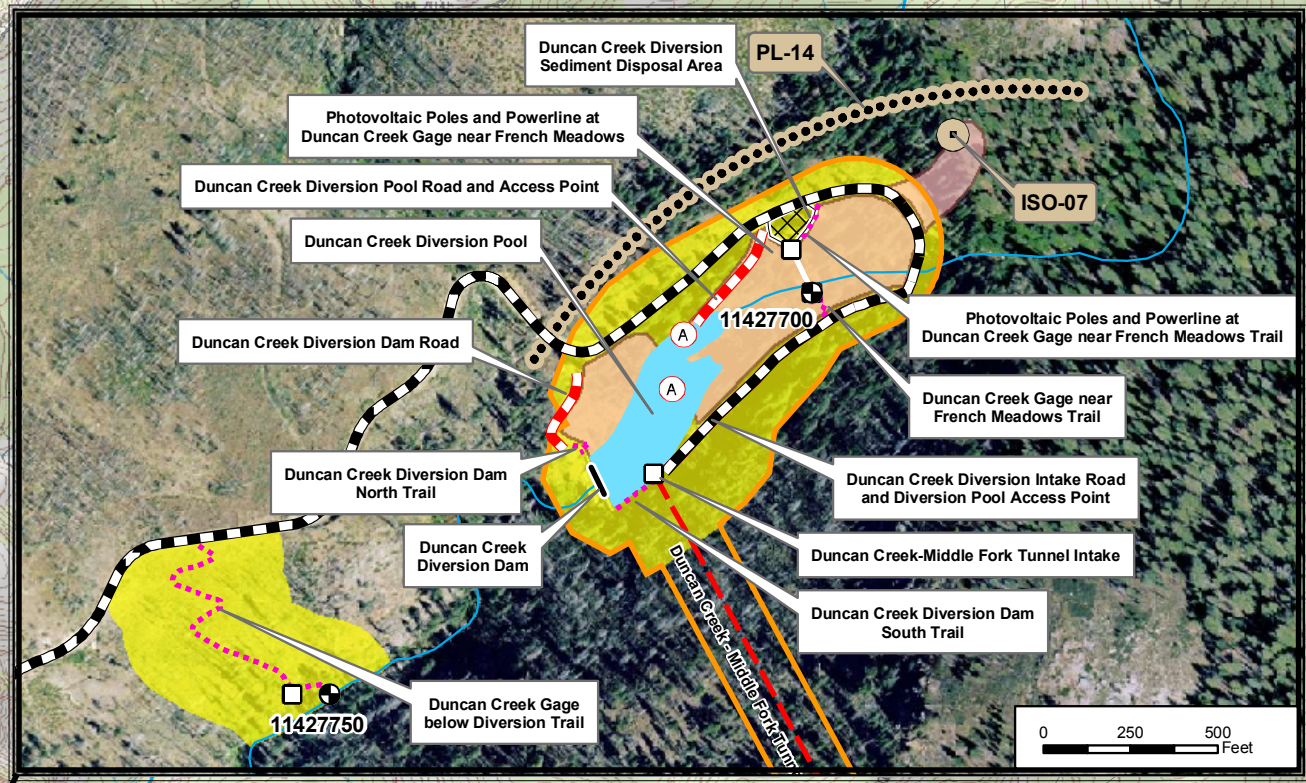 Duncan Creek Diversion
Sediment Disposal Area
PL-14
Photovoltaic Poles and Powerline at
Duncan Creek Gage near French Meadows
Duncan Creek Diversion Pool Road and Access Point
ISO-07
Duncan Creek Diversion Pool
A
11427700
Photovoltaic Poles and Powerline at
Duncan Creek Gage near French Meadows Trail
Duncan Creek Diversion Dam Road
A
Duncan Creek Gage near
French Meadows Trail
Duncan Creek Diversion Dam
North Trail
Duncan Creek Diversion Intake Road
and Diversion Pool Access Point
Duncan Creek
Diversion Dam
Duncan Creek-Middle Fork Tunnel Intake
Duncan Creek Diversion Dam
South Trail
Duncan Creek - Middle Fork Tunn
Duncan Creek Gage
below Diversion Trail
11427750
0 250 500
Feet